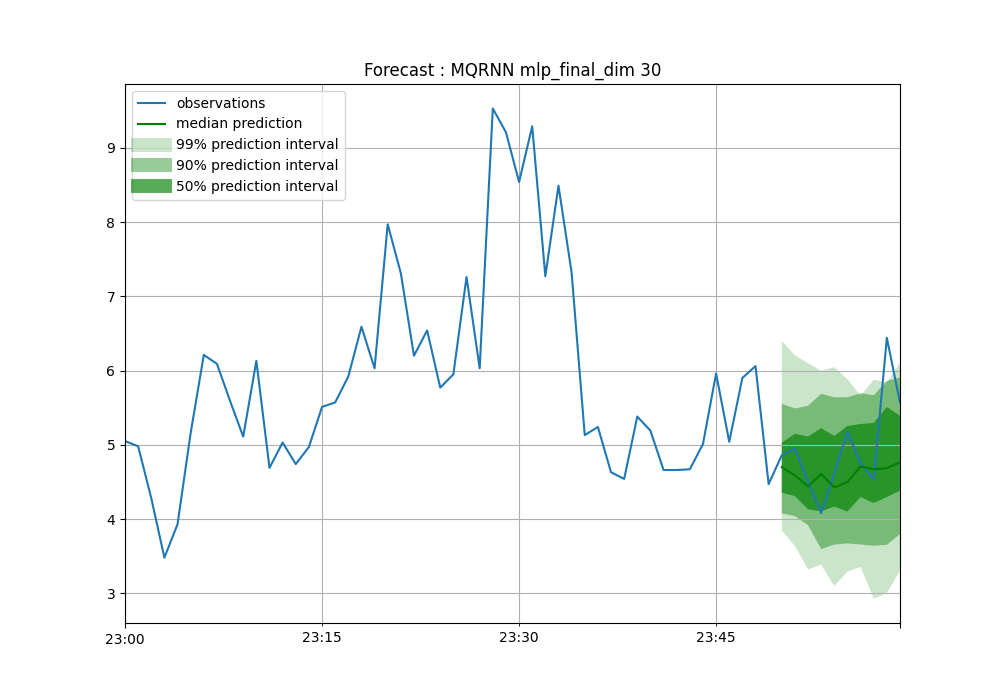 Forecast : MQRNN mlp_final_dim 30
observations
median prediction
99% prediction interval
90% prediction interval
50% prediction interval
9
8
7
6
5
4
3
23:00
23:15
23:30
23:45